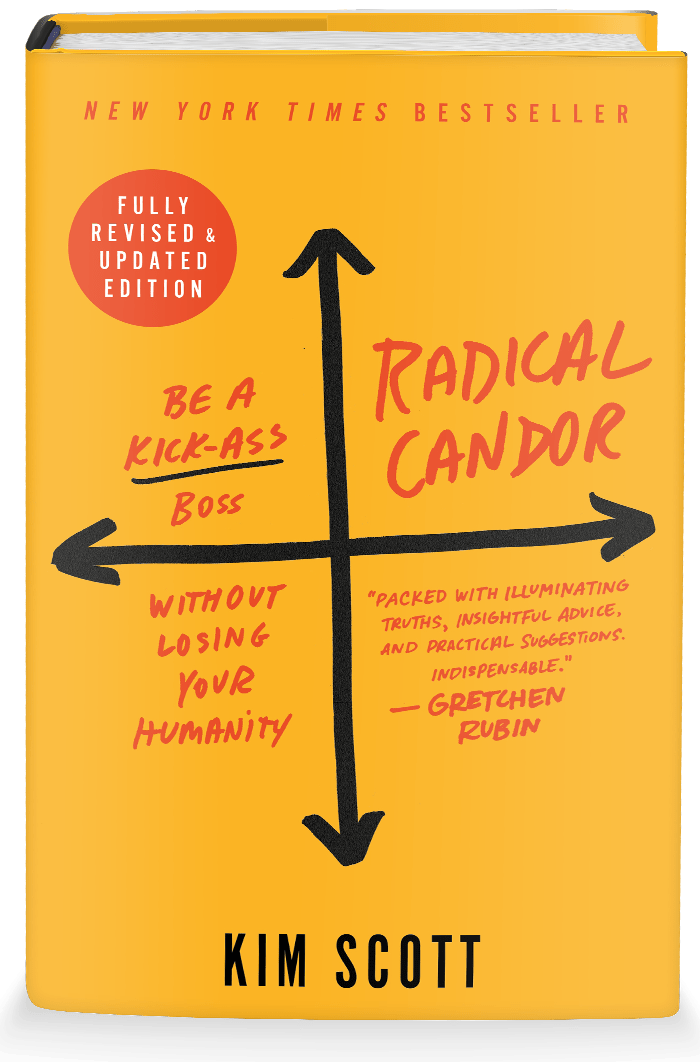 NEW YORK TIMES BESTSELLER
FULLY
REVISED &
UPDATED
EDITION
RADICAL
CANDOR
BE A
KICK-ASS
BOSS
WITHOUT
LOSING
YOUR
HUMANITY
"PACKED WITH ILLUMINATING
TRUTHS, INSIGHTFUL ADVICE,
AND PRACTICAL SUGGESTIONS.
INDISPENSABLE."
— GRETCHEN
RUBIN
KIM SCOTT